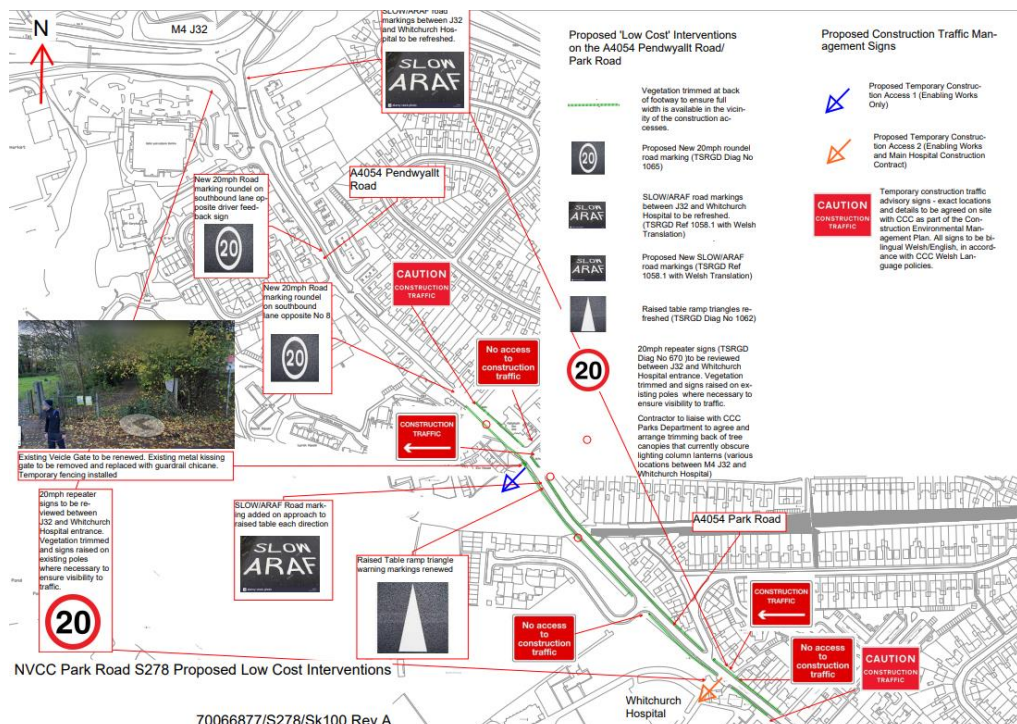 M4 J32
N
SLOW/ARAF road
markings between J32
and Whitchurch Hos-
pital to be refreshed.
SLOW
ARAF
A4054 Pendwyallt
Road
New 20mph Road
marking roundel on
southbound lane op-
posite driver feed-
back sign
20
New 20mph Road
marking roundel
on southbound
lane opposite No 8
20
CAUTION
CONSTRUCTION
TRAFFIC
No access
to
construction
traffic
CONSTRUCTION
TRAFFIC
Existing Veicle Gate to be renewed. Existing metal kissing
gate to be removed and replaced with guardrail chicane.
Temporary fencing installed
20mph repeater
signs to be re-
viewed between
J32 and Whitchurch
Hospital entrance.
Vegetation trimmed
and signs raised on
existing poles
where necessary to
ensure visibility to
traffic.
20
SLOW/ARAF Road mark-
ing added on approach to
raised table each direction
SLOW
ARAF
Raised Table ramp triangle
warning markings renewed
A4054 Park Road
CONSTRUCTION
TRAFFIC
No access
to
construction
traffic
No access
to
construction
traffic
CAUTION
CONSTRUCTION
TRAFFIC
Whitchurch
Hospital
NVCC Park Road S278 Proposed Low Cost Interventions
70066877/S278/Sk100 Rev A
Proposed 'Low Cost' Interventions
on the A4054 Pendwyallt Road/
Park Road
Vegetation trimmed at back
of footway to ensure full
width is available in the vicin-
ity of the construction ac-
cesses.
20
Proposed New 20mph roundel
road marking (TSRGD Diag No
1065)
SLOW
ARAF
SLOW/ARAF road markings
between J32 and Whitchurch
Hospital to be refreshed.
(TSRGD Ref 1058.1 with Welsh
Translation)
SLOW
ARAF
Proposed New SLOW/ARAF
road markings (TSRGD Ref
1058.1 with Welsh Translation)
Raised table ramp triangles re-
freshed (TSRGD Diag No 1062)
20
20mph repeater signs (TSRGD
Diag No 670 )to be reviewed
between J32 and Whitchurch
Hospital entrance. Vegetation
trimmed and signs raised on ex-
isting poles where necessary to
ensure visibility to traffic.
Contractor to liaise with CCC
Parks Department to agree and
arrange trimming back of tree
canopies that currently obscure
lighting column lanterns (various
locations between M4 J32 and
Whitchurch Hospital)
Proposed Construction Traffic Man-
agement Signs
Proposed Temporary Construc-
tion Access 1 (Enabling Works
Only)
Proposed Temporary Construc-
tion Access 2 (Enabling Works
and Main Hospital Construction
Contract)
CAUTION
CONSTRUCTION
TRAFFIC
Temporary construction traffic
advisory signs - exact locations
and details to be agreed on site
with CCC as part of the Con-
struction Environmental Man-
agement Plan. All signs to be bi-
lingual Welsh/English, in accord-
ance with CCC Welsh Lan-
guage policies.